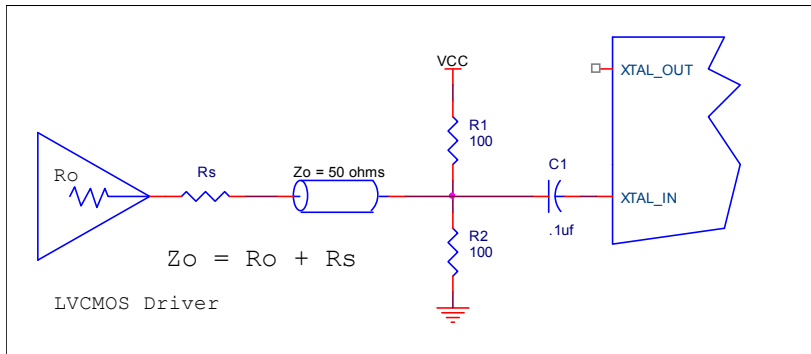 VCC
XTAL_OUT
R1
100
Ro
Rs
Zo = 50 ohms
C1
XTAL_IN
.1uf
R2
100
Zo = Ro + Rs
LVCMOS Driver